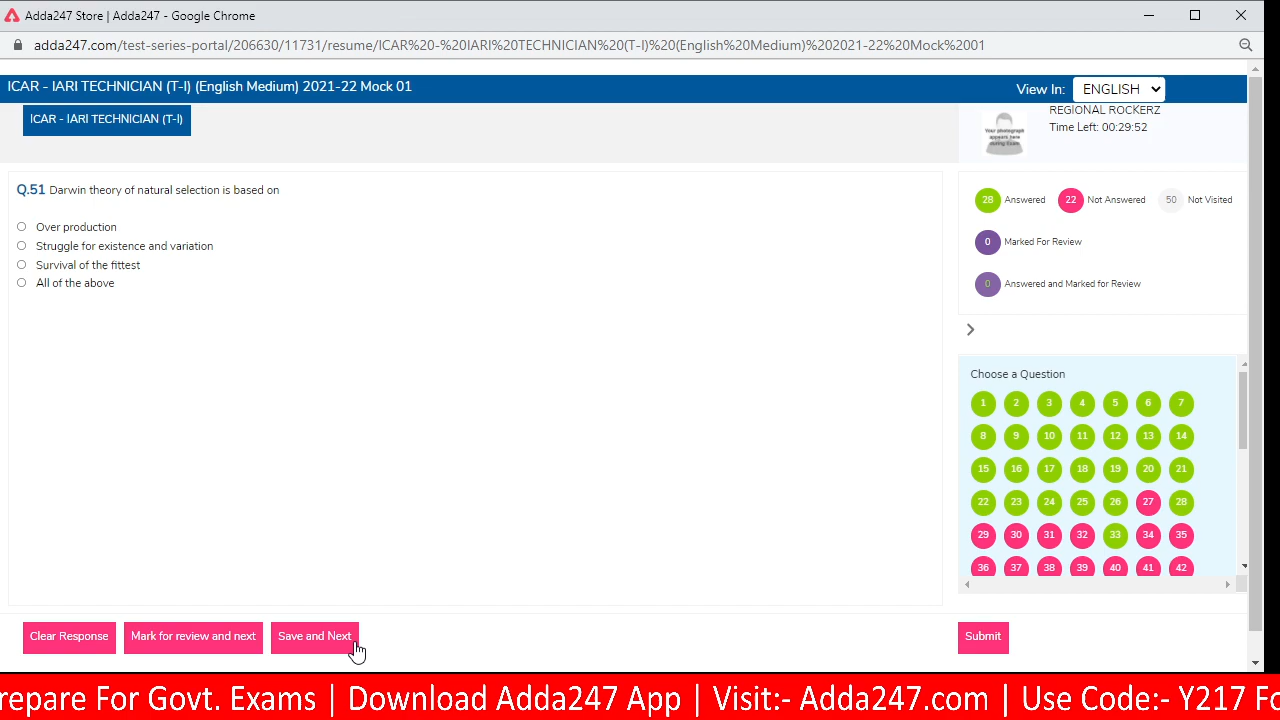 Adda247 Store | Adda247 - Google Chrome
adda247.com/test-series-portal/206630/11731/resume/ICAR%20-%20IARI%20TECHNICIAN%20(T-I)%20(English%20Medium)%202021-22%20Mock%2001
ICAR - IARI TECHNICIAN (T-I) (English Medium) 2021-22 Mock 01
View In: ENGLISH
ICAR - IARI TECHNICIAN (T-I)
REGIONAL ROCKERZ
Time Left: 00:29:52
Your photograph appears here during Exam
Q.51 Darwin theory of natural selection is based on
Over production
Struggle for existence and variation
Survival of the fittest
All of the above
28 Answered 22 Not Answered 50 Not Visited
0 Marked For Review
0 Answered and Marked for Review
Choose a Question
1 2 3 4 5 6 7
8 9 10 11 12 13 14
15 16 17 18 19 20 21
22 23 24 25 26 27 28
29 30 31 32 33 34 35
36 37 38 39 40 41 42
Clear Response Mark for review and next Save and Next Submit
repare For Govt. Exams | Download Adda247 App | Visit:- Adda247.com | Use Code:- Y217 Fo